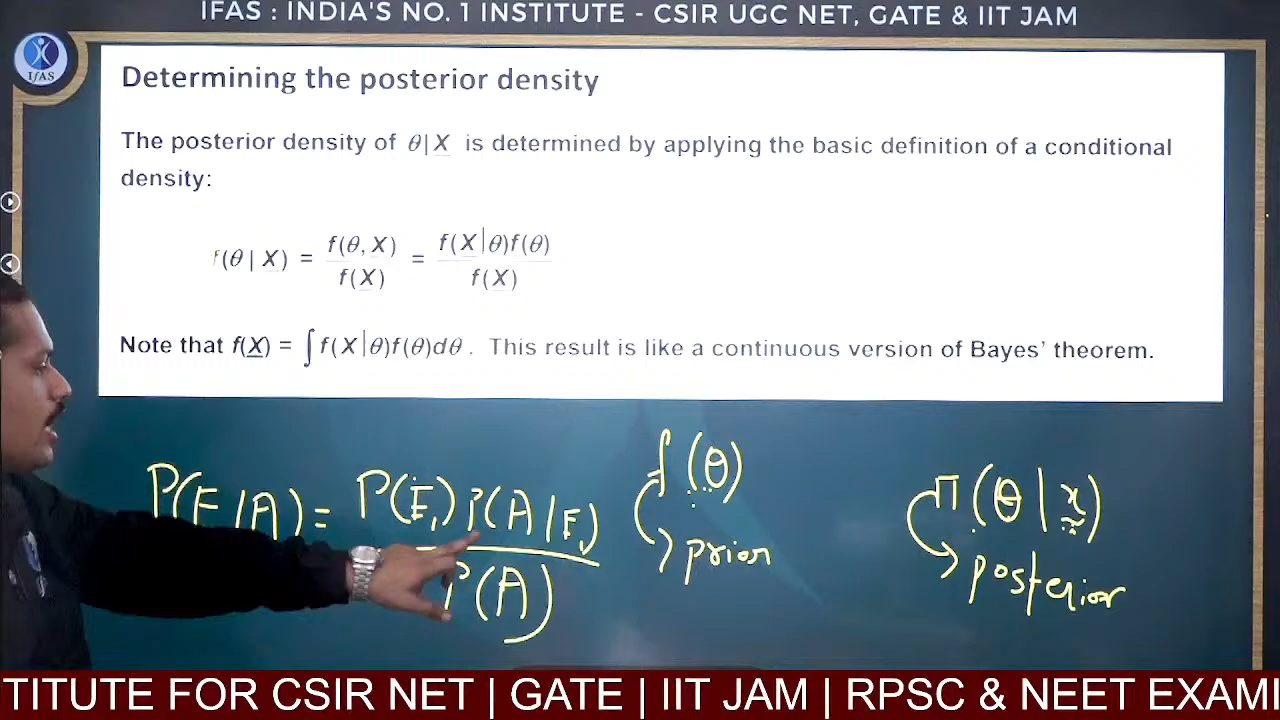 IFAS : INDIA'S NO. 1 INSTITUTE - CSIR UGC NET, GATE & IIT JAM
IFAS
Determining the posterior density
The posterior density of θ|X is determined by applying the basic definition of a conditional
density:
f(θ | X) = f(θ, X) / f(X) = f(X|θ)f(θ) / f(X)
Note that f(X) = ∫ f(X|θ)f(θ)dθ . This result is like a continuous version of Bayes' theorem.
P(E /A) = P(E₁) P(A/E₁) / P(A)
f(θ)
prior
π(θ | x)
posterior
TITUTE FOR CSIR NET | GATE | IIT JAM | RPSC & NEET EXAMI